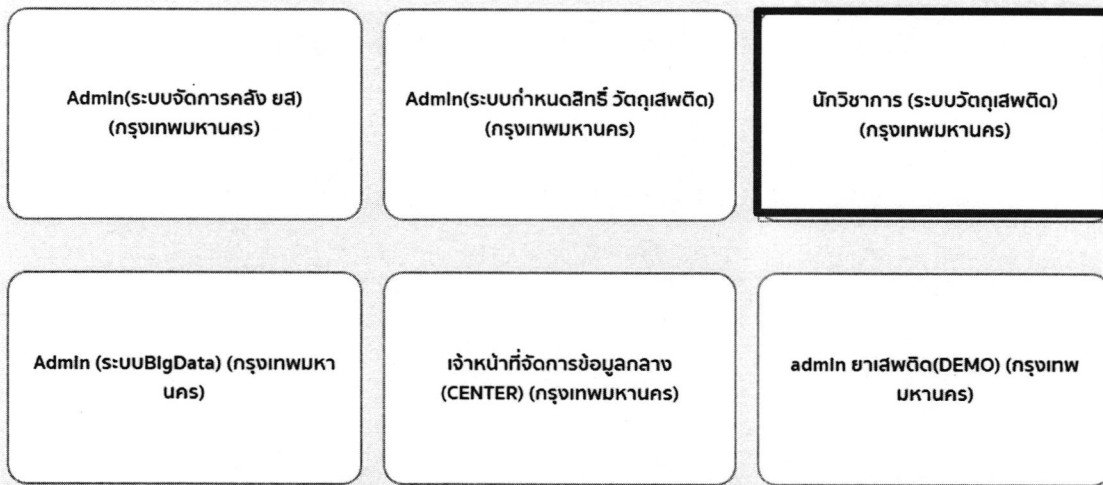 Admin(ระบบจัดการคลัง ยส)
(กรุงเทพมหานคร)
Admin(ระบบกำหนดสิทธิ์ วัตถุเสพติด)
(กรุงเทพมหานคร)
นักวิชาการ (ระบบวัตถุเสพติด)
(กรุงเทพมหานคร)
Admin (ระบบBigData) (กรุงเทพมหา
นคร)
เจ้าหน้าที่จัดการข้อมูลกลาง
(CENTER) (กรุงเทพมหานคร)
admin ยาเสพติด(DEMO) (กรุงเทพ
มหานคร)